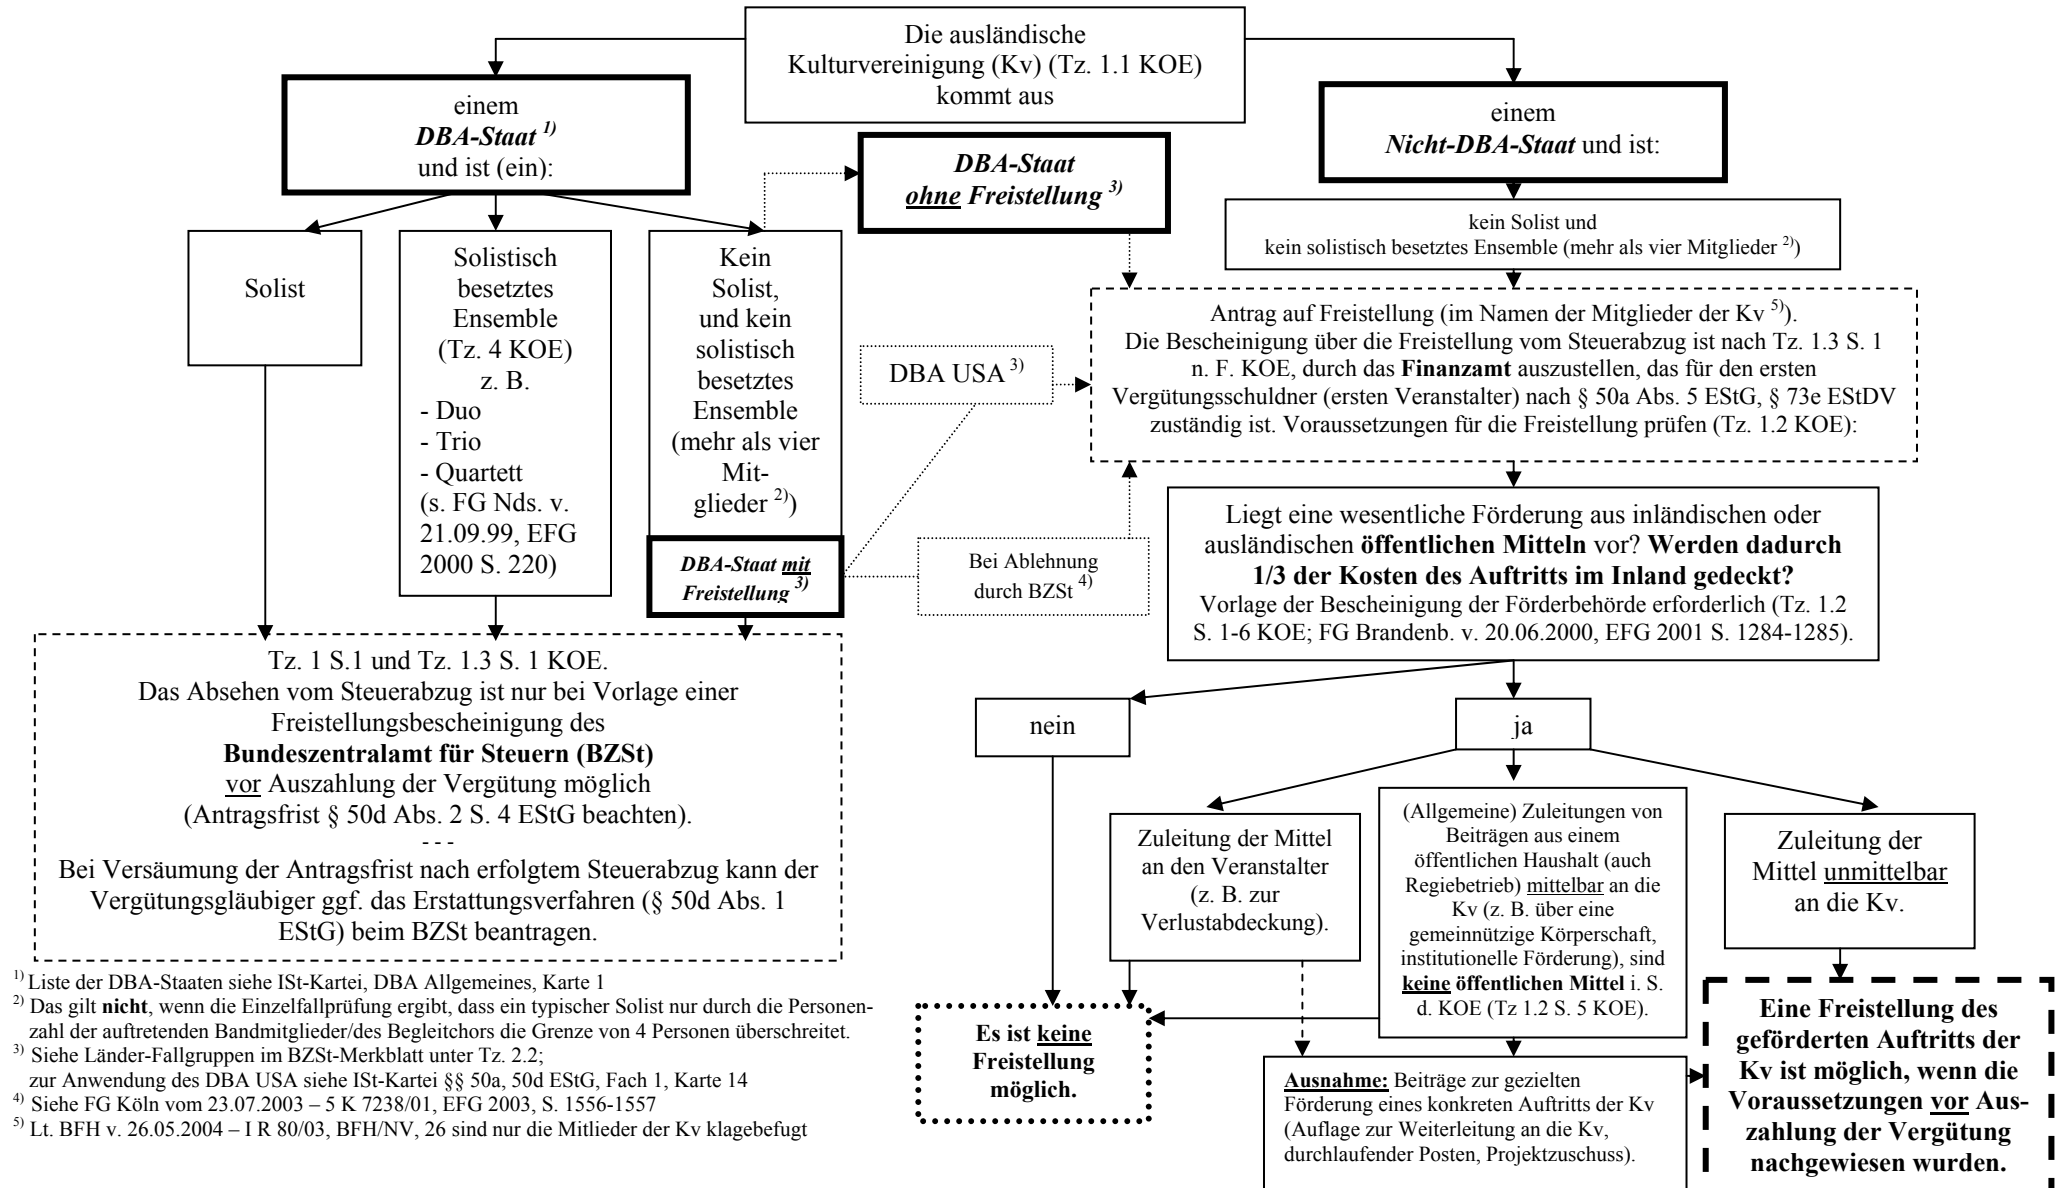 Die ausländische
Kulturvereinigung (Kv) (Tz. 1.1 KOE)
kommt aus
einem
DBA-Staat 1)
und ist (ein):
DBA-Staat
ohne Freistellung 3)
einem
Nicht-DBA-Staat und ist:
kein Solist und
kein solistisch besetztes Ensemble (mehr als vier Mitglieder 2))
Solist
Solistisch
besetztes
Ensemble
(Tz. 4 KOE)
z. B.
- Duo
- Trio
- Quartett
(s. FG Nds. v.
21.09.99, EFG
2000 S. 220)
Kein
Solist,
und kein
solistisch
besetztes
Ensemble
(mehr als vier
Mit-
glieder 2))
DBA-Staat mit
Freistellung 3)
DBA USA 3)
Bei Ablehnung
durch BZSt 4)
Antrag auf Freistellung (im Namen der Mitglieder der Kv 5)).
Die Bescheinigung über die Freistellung vom Steuerabzug ist nach Tz. 1.3 S. 1
n. F. KOE, durch das Finanzamt auszustellen, das für den ersten
Vergütungsschuldner (ersten Veranstalter) nach § 50a Abs. 5 EStG, § 73e EStDV
zuständig ist. Voraussetzungen für die Freistellung prüfen (Tz. 1.2 KOE):
Liegt eine wesentliche Förderung aus inländischen oder
ausländischen öffentlichen Mitteln vor? Werden dadurch
1/3 der Kosten des Auftritts im Inland gedeckt?
Vorlage der Bescheinigung der Förderbehörde erforderlich (Tz. 1.2
S. 1-6 KOE; FG Brandenb. v. 20.06.2000, EFG 2001 S. 1284-1285).
nein
ja
Tz. 1 S.1 und Tz. 1.3 S. 1 KOE.
Das Absehen vom Steuerabzug ist nur bei Vorlage einer
Freistellungsbescheinigung des
Bundeszentralamt für Steuern (BZSt)
vor Auszahlung der Vergütung möglich
(Antragsfrist § 50d Abs. 2 S. 4 EStG beachten).
- - -
Bei Versäumung der Antragsfrist nach erfolgtem Steuerabzug kann der
Vergütungsgläubiger ggf. das Erstattungsverfahren (§ 50d Abs. 1
EStG) beim BZSt beantragen.
Zuleitung der Mittel
an den Veranstalter
(z. B. zur
Verlustabdeckung).
(Allgemeine) Zuleitungen von
Beiträgen aus einem
öffentlichen Haushalt (auch
Regiebetrieb) mittelbar an die
Kv (z. B. über eine
gemeinnützige Körperschaft,
institutionelle Förderung), sind
keine öffentlichen Mittel i. S.
d. KOE (Tz 1.2 S. 5 KOE).
Zuleitung der
Mittel unmittelbar
an die Kv.
Es ist keine
Freistellung
möglich.
Ausnahme: Beiträge zur gezielten
Förderung eines konkreten Auftritts der Kv
(Auflage zur Weiterleitung an die Kv,
durchlaufender Posten, Projektzuschuss).
Eine Freistellung des
geförderten Auftritts der
Kv ist möglich, wenn die
Voraussetzungen vor Aus-
zahlung der Vergütung
nachgewiesen wurden.
1) Liste der DBA-Staaten siehe ISt-Kartei, DBA Allgemeines, Karte 1
2) Das gilt nicht, wenn die Einzelfallprüfung ergibt, dass ein typischer Solist nur durch die Personen-
zahl der auftretenden Bandmitglieder/des Begleitchors die Grenze von 4 Personen überschreitet.
3) Siehe Länder-Fallgruppen im BZSt-Merkblatt unter Tz. 2.2;
zur Anwendung des DBA USA siehe ISt-Kartei §§ 50a, 50d EStG, Fach 1, Karte 14
4) Siehe FG Köln vom 23.07.2003 – 5 K 7238/01, EFG 2003, S. 1556-1557
5) Lt. BFH v. 26.05.2004 – I R 80/03, BFH/NV, 26 sind nur die Mitlieder der Kv klagebefugt